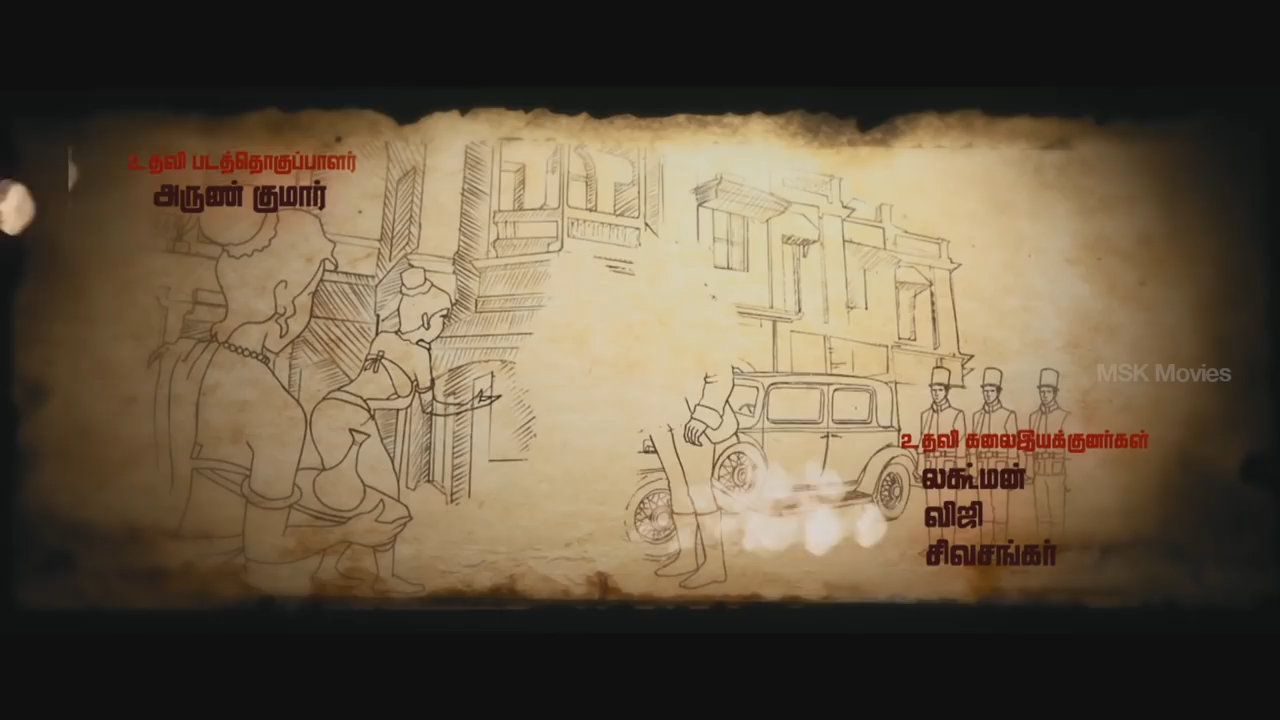 உதவி படத்தொகுப்பாளர்
அருண் குமார்
MSK Movies
உதவி கலைஇயக்குனர்கள்
லக்ஷ்மன்
விஜி
சிவசங்கர்